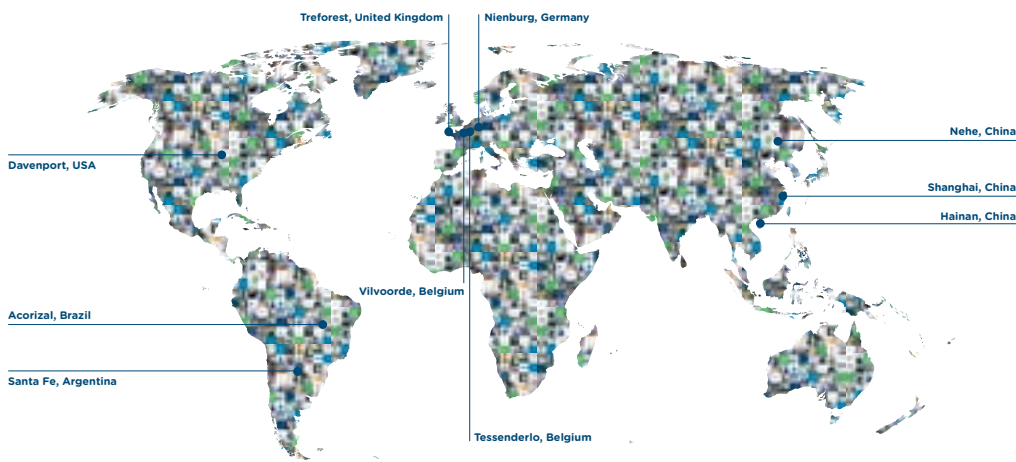 Treforest, United Kingdom
Nienburg, Germany
Nehe, China
Davenport, USA
Shanghai, China
Hainan, China
Vilvoorde, Belgium
Acorizal, Brazil
Santa Fe, Argentina
Tessenderlo, Belgium